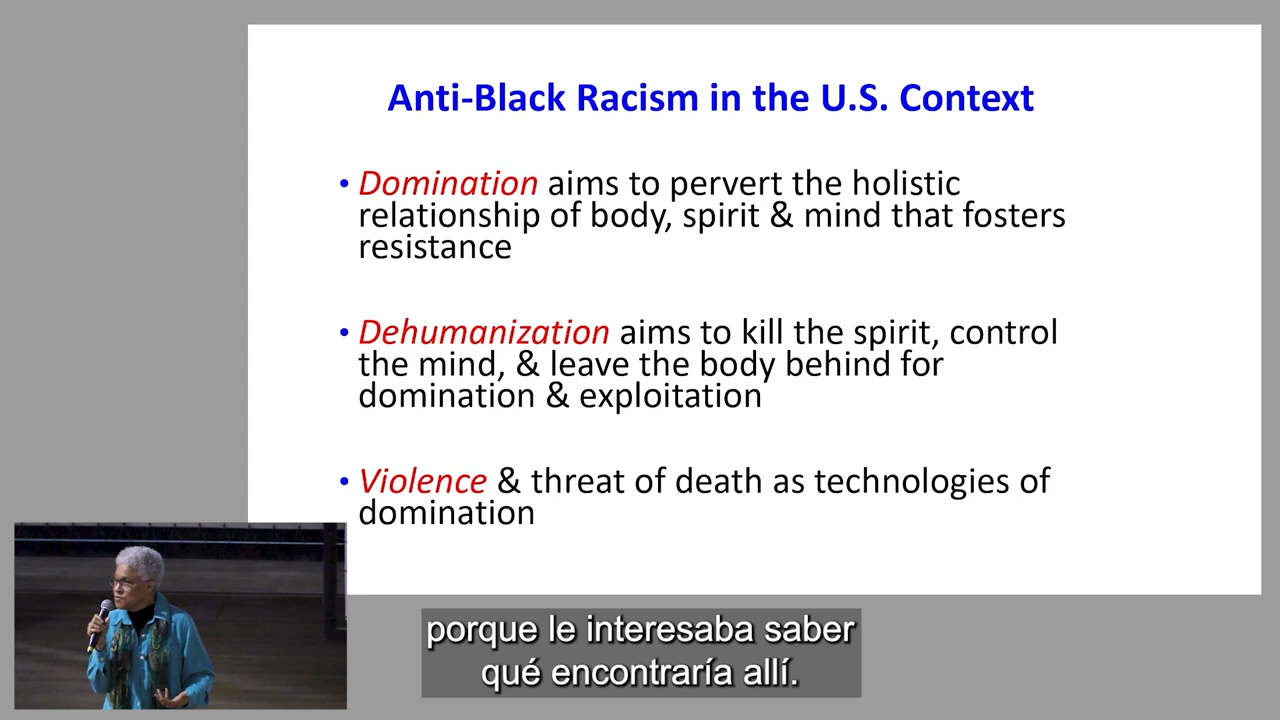 Anti-Black Racism in the U.S. Context
• Domination aims to pervert the holistic
relationship of body, spirit & mind that fosters
resistance
• Dehumanization aims to kill the spirit, control
the mind, & leave the body behind for
domination & exploitation
• Violence & threat of death as technologies of
domination
porque le interesaba saber
qué encontraría allí.